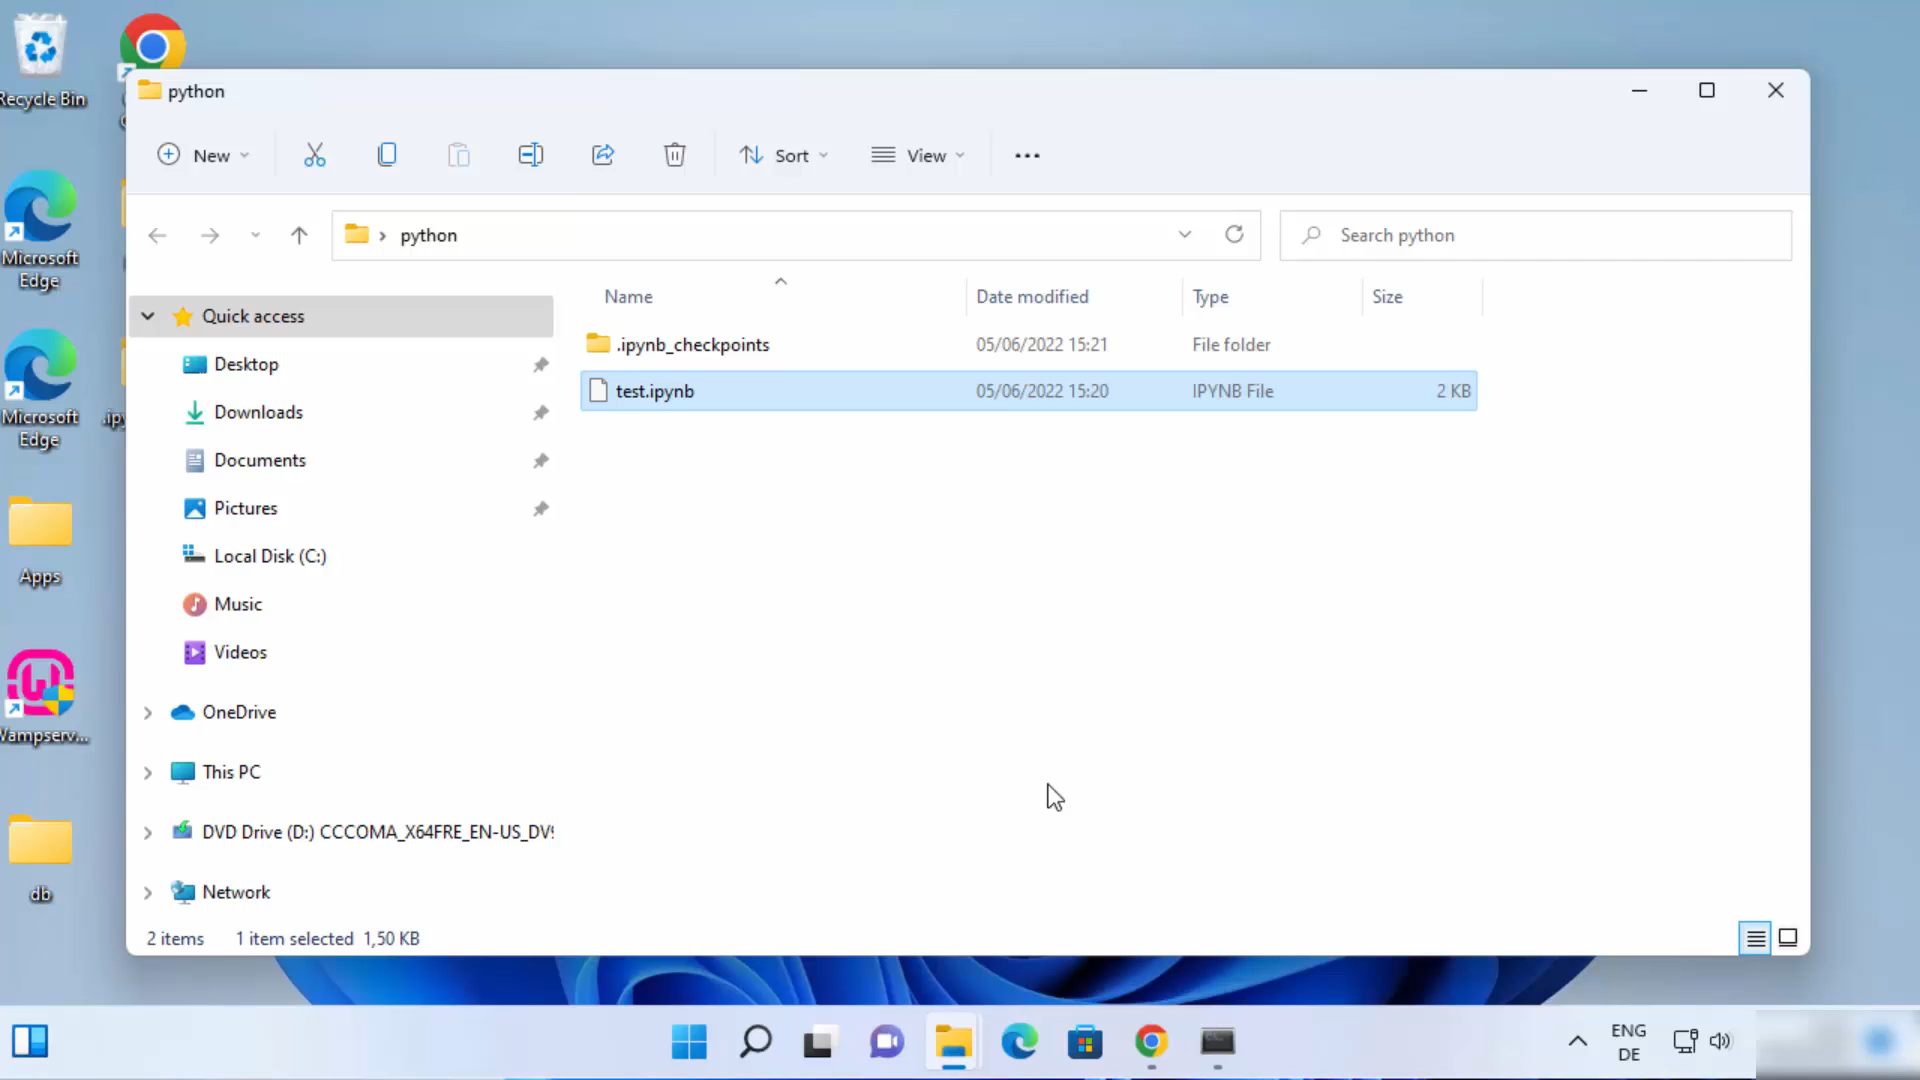 Recycle Bin
Microsoft
Edge
Microsoft
Edge
Apps
db
python
New
Sort
View
python
Search python
Name
Date modified
Type
Size
.ipynb_checkpoints
05/06/2022 15:21
File folder
test.ipynb
05/06/2022 15:20
IPYNB File
2 KB
Quick access
Desktop
Downloads
Documents
Pictures
Local Disk (C:)
Music
Videos
OneDrive
This PC
DVD Drive (D:) CCCOMA_X64FRE_EN-US_DV
Network
2 items
1 item selected 1,50 KB
ENG
DE